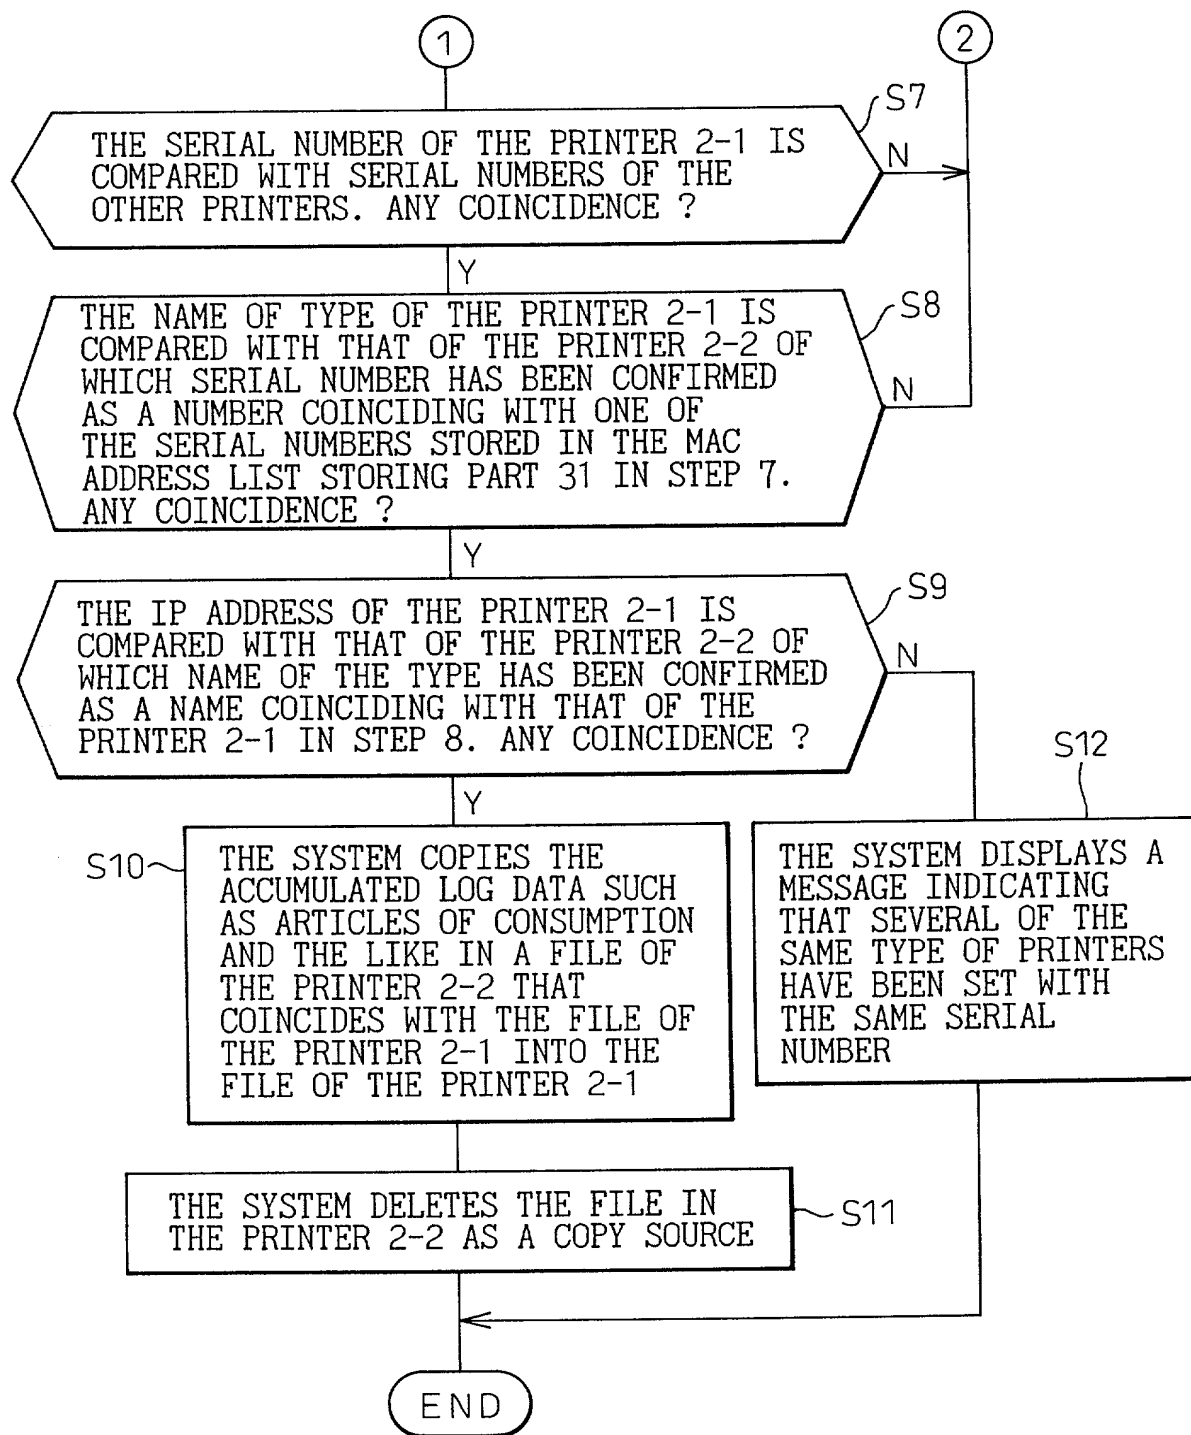 1
2
S7
THE SERIAL NUMBER OF THE PRINTER 2-1 IS
COMPARED WITH SERIAL NUMBERS OF THE
OTHER PRINTERS. ANY COINCIDENCE ?
N
Y
S8
THE NAME OF TYPE OF THE PRINTER 2-1 IS
COMPARED WITH THAT OF THE PRINTER 2-2 OF
WHICH SERIAL NUMBER HAS BEEN CONFIRMED
AS A NUMBER COINCIDING WITH ONE OF
THE SERIAL NUMBERS STORED IN THE MAC
ADDRESS LIST STORING PART 31 IN STEP 7.
ANY COINCIDENCE ?
N
Y
S9
THE IP ADDRESS OF THE PRINTER 2-1 IS
COMPARED WITH THAT OF THE PRINTER 2-2 OF
WHICH NAME OF THE TYPE HAS BEEN CONFIRMED
AS A NAME COINCIDING WITH THAT OF THE
PRINTER 2-1 IN STEP 8. ANY COINCIDENCE ?
N
Y
S10
THE SYSTEM COPIES THE
ACCUMULATED LOG DATA SUCH
AS ARTICLES OF CONSUMPTION
AND THE LIKE IN A FILE OF
THE PRINTER 2-2 THAT
COINCIDES WITH THE FILE OF
THE PRINTER 2-1 INTO THE
FILE OF THE PRINTER 2-1
S12
THE SYSTEM DISPLAYS A
MESSAGE INDICATING
THAT SEVERAL OF THE
SAME TYPE OF PRINTERS
HAVE BEEN SET WITH
THE SAME SERIAL
NUMBER
THE SYSTEM DELETES THE FILE IN
THE PRINTER 2-2 AS A COPY SOURCE
S11
END